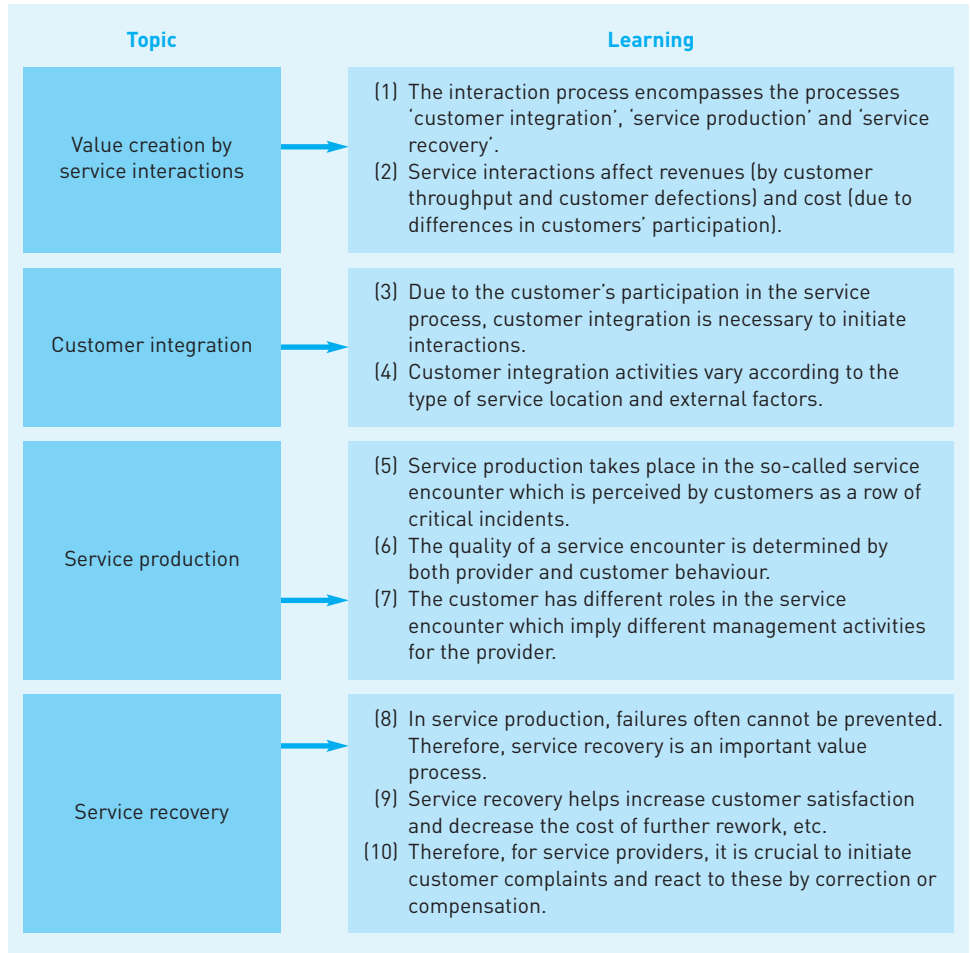 Topic
Learning
Value creation by
service interactions
(1) The interaction process encompasses the processes
‘customer integration’, ‘service production’ and ‘service
recovery’.
(2) Service interactions affect revenues (by customer
throughput and customer defections) and cost (due to
differences in customers’ participation).
Customer integration
(3) Due to the customer’s participation in the service
process, customer integration is necessary to initiate
interactions.
(4) Customer integration activities vary according to the
type of service location and external factors.
Service production
(5) Service production takes place in the so-called service
encounter which is perceived by customers as a row of
critical incidents.
(6) The quality of a service encounter is determined by
both provider and customer behaviour.
(7) The customer has different roles in the service
encounter which imply different management activities
for the provider.
Service recovery
(8) In service production, failures often cannot be prevented.
Therefore, service recovery is an important value
process.
(9) Service recovery helps increase customer satisfaction
and decrease the cost of further rework, etc.
(10) Therefore, for service providers, it is crucial to initiate
customer complaints and react to these by correction or
compensation.